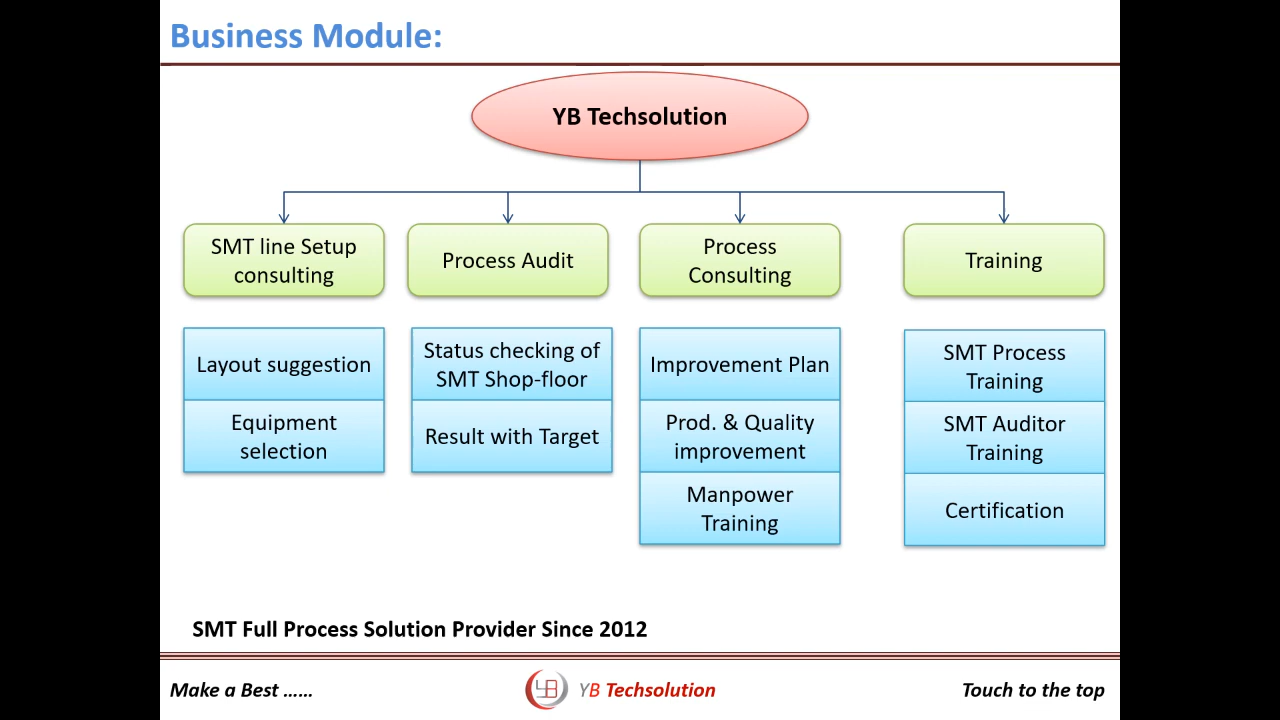 Business Module:
YB Techsolution
SMT line Setup
consulting
Process Audit
Process
Consulting
Training
Layout suggestion
Equipment
selection
Status checking of
SMT Shop-floor
Result with Target
Improvement Plan
Prod. & Quality
improvement
Manpower
Training
SMT Process
Training
SMT Auditor
Training
Certification
SMT Full Process Solution Provider Since 2012
Make a Best ......
YB
YB Techsolution
Touch to the top